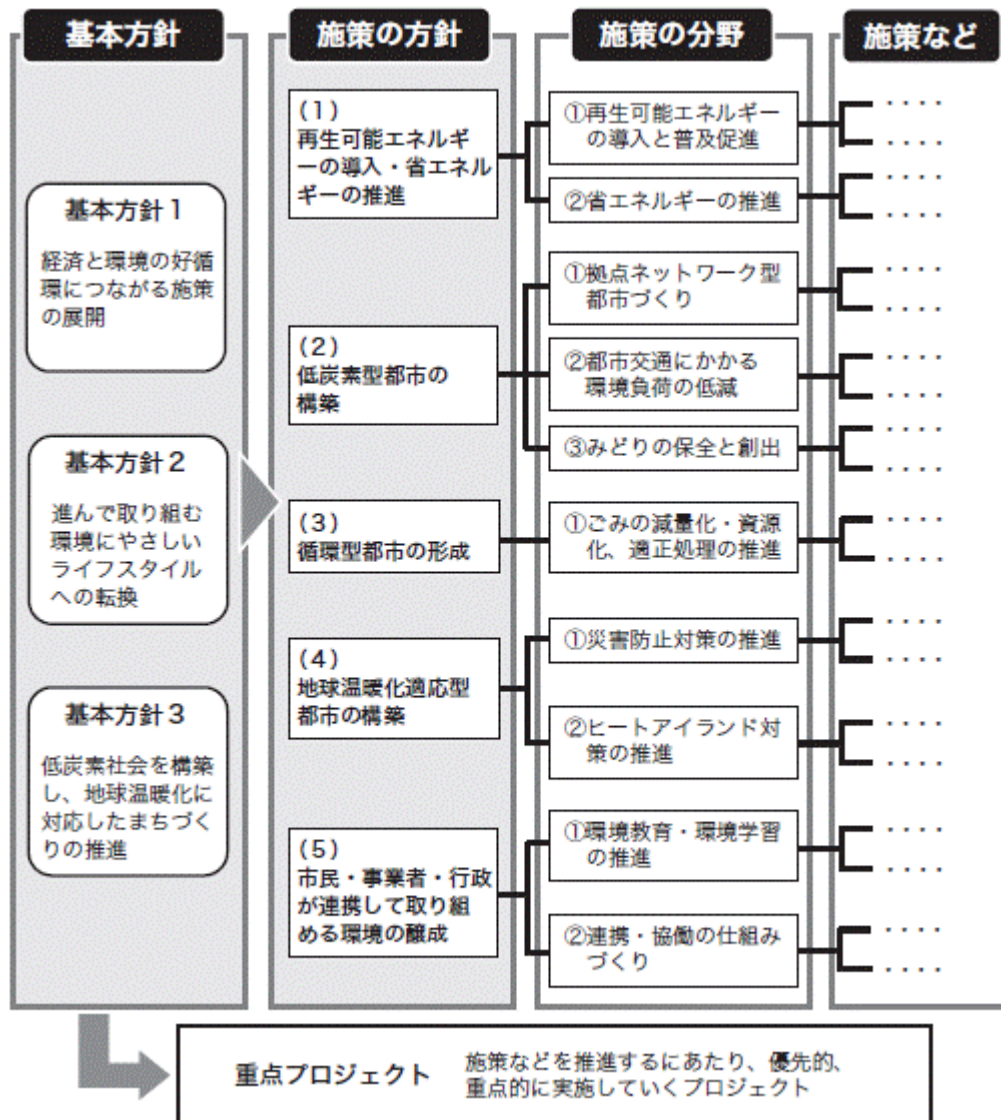 基本方針
施策の方針
施策の分野
施策など
基本方針1
経済と環境の好循
環につながる施策
の展開
基本方針2
進んで取り組む
環境にやさしい
ライフスタイル
への転換
基本方針3
低炭素社会を構築
し、地球温暖化に
対応したまちづく
りの推進
(1)
再生可能エネルギ
ーの導入・省エネル
ギーの推進
①再生可能エネルギー
の導入と普及促進
・・・・
・・・・
②省エネルギーの推進
・・・・
・・・・
(2)
低炭素型都市の
構築
①拠点ネットワーク型
都市づくり
・・・・
・・・・
②都市交通にかかる
環境負荷の低減
・・・・
・・・・
③みどりの保全と創出
・・・・
・・・・
(3)
循環型都市の形成
①ごみの減量化・資源
化、適正処理の推進
・・・・
・・・・
(4)
地球温暖化適応型
都市の構築
①災害防止対策の推進
・・・・
・・・・
②ヒートアイランド対
策の推進
・・・・
・・・・
(5)
市民・事業者・行政
が連携して取り組
める環境の醸成
①環境教育・環境学習
の推進
・・・・
・・・・
②連携・協働の仕組み
づくり
・・・・
・・・・
重点プロジェクト
施策などを推進するにあたり、優先的、
重点的に実施していくプロジェクト